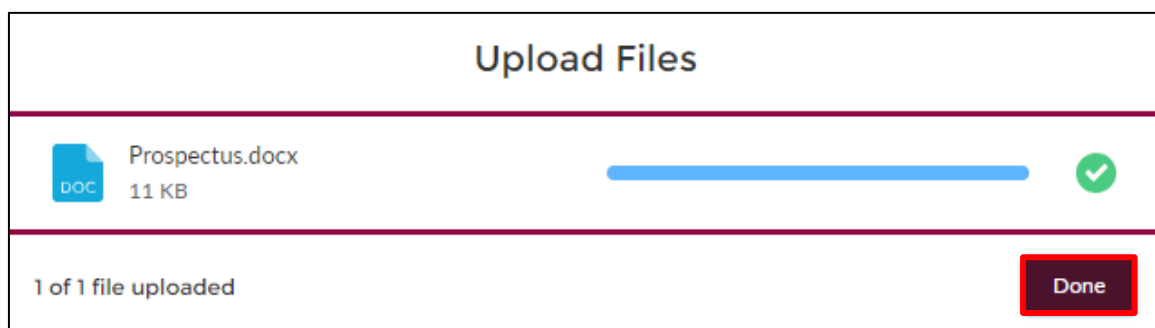 Upload Files
Prospectus.docx
DOC
11 KB
1 of 1 file uploaded
Done